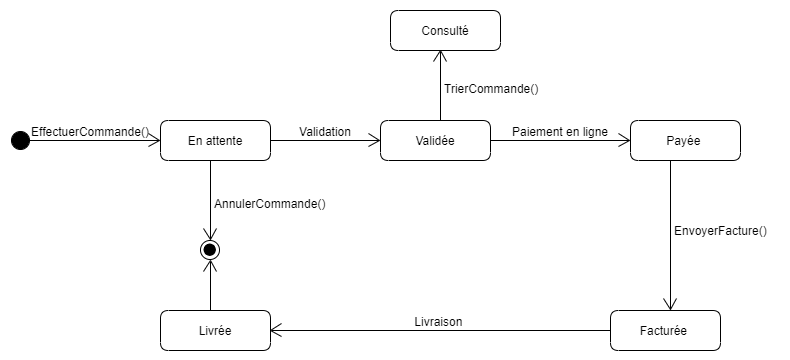 Consulté
TrierCommande()
EffectuerCommande()
En attente
Validation
Validée
Paiement en ligne
Payée
AnnulerCommande()
EnvoyerFacture()
Livrée
Livraison
Facturée